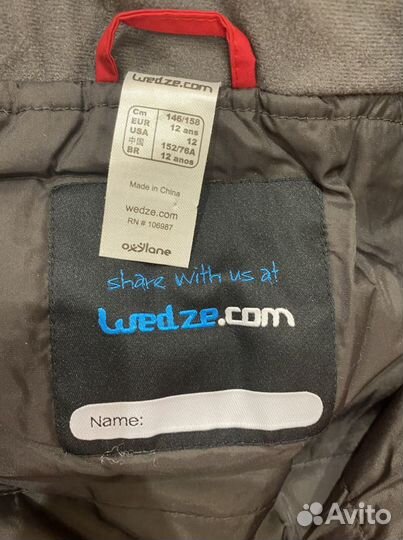 wedze.com
Cm 146/158
EUR 12 ans
USA 12
中国 152/76A
BR 12 anos
Made in China
wedze.com
RN # 106987
oxylane
share with us at
wedze.com
Name:
Avito